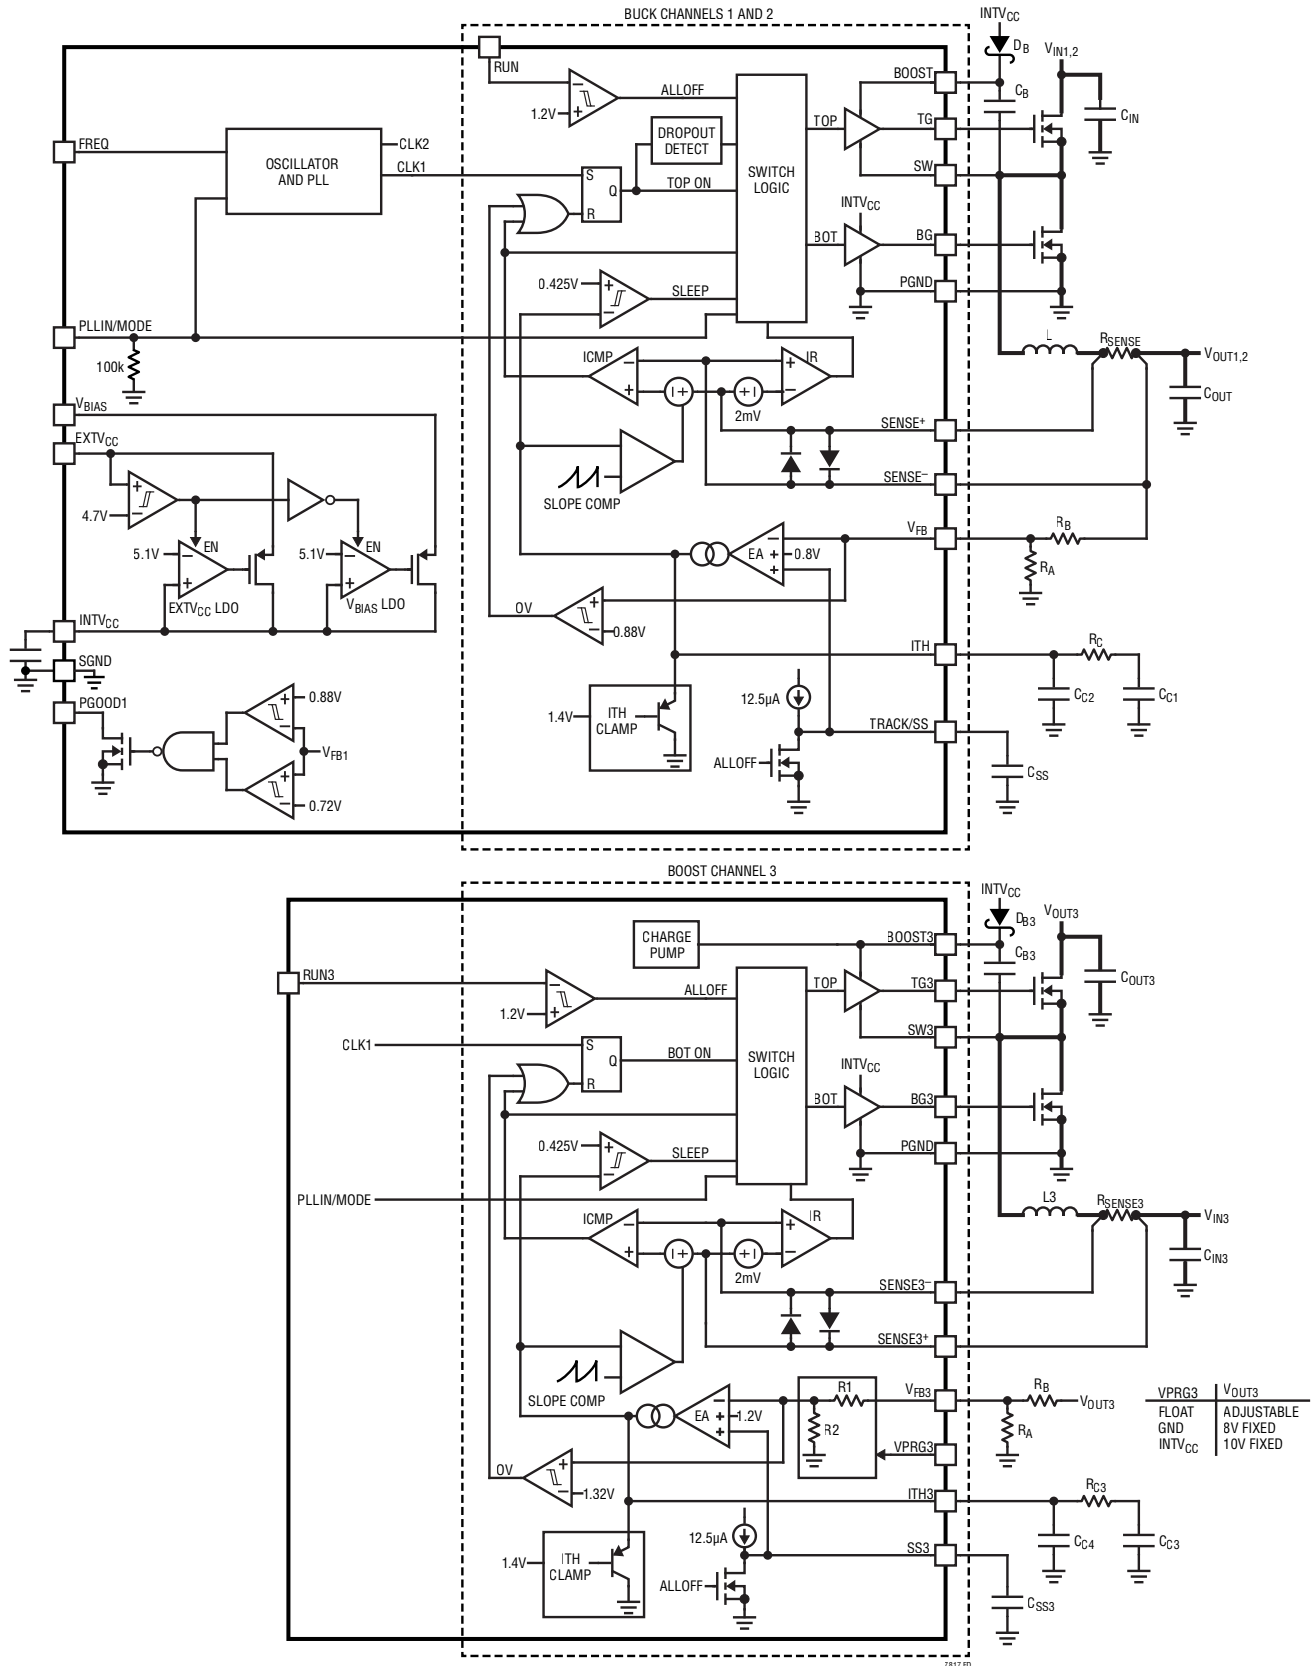 BUCK CHANNELS 1 AND 2
INTVCC
DB
VIN1,2
RUN
BOOST
CB
ALLOFF
1.2V
CIN
TOP
TG
DROPOUT
DETECT
FREQ
CLK2
OSCILLATOR
AND PLL
CLK1
S
Q
R
SWITCH
LOGIC
SW
TOP ON
INTVCC
BOT
BG
0.425V
SLEEP
PGND
PLLIN/MODE
100k
L
RSENSE
VOUT1,2
ICMP
IR
2mV
COUT
VBIAS
EXTVCC
SENSE+
4.7V
SLOPE COMP
SENSE–
5.1V
EN
5.1V
EN
EXTVCC LDO
VBIAS LDO
VFB
RB
EA
0.8V
RA
OV
0.88V
INTVCC
SGND
ITH
RC
CC2
CC1
PGOOD1
0.88V
VFB1
0.72V
1.4V
ITH
CLAMP
12.5µA
TRACK/SS
ALLOFF
CSS
BOOST CHANNEL 3
INTVCC
DB3
VOUT3
CHARGE
PUMP
BOOST3
CB3
RUN3
ALLOFF
1.2V
TOP
TG3
COUT3
CLK1
S
Q
R
BOT ON
SWITCH
LOGIC
SW3
INTVCC
BOT
BG3
0.425V
SLEEP
PGND
PLLIN/MODE
L3
RSENSE3
VIN3
ICMP
IR
2mV
CIN3
SENSE3–
SENSE3+
SLOPE COMP
EA
1.2V
R1
R2
VFB3
RB
VOUT3
RA
VPRG3 VOUT3
FLOAT ADJUSTABLE
GND 8V FIXED
INTVCC 10V FIXED
VPRG3
OV
1.32V
ITH3
RC3
CC4
CC3
1.4V
ITH
CLAMP
12.5µA
SS3
ALLOFF
CSS3